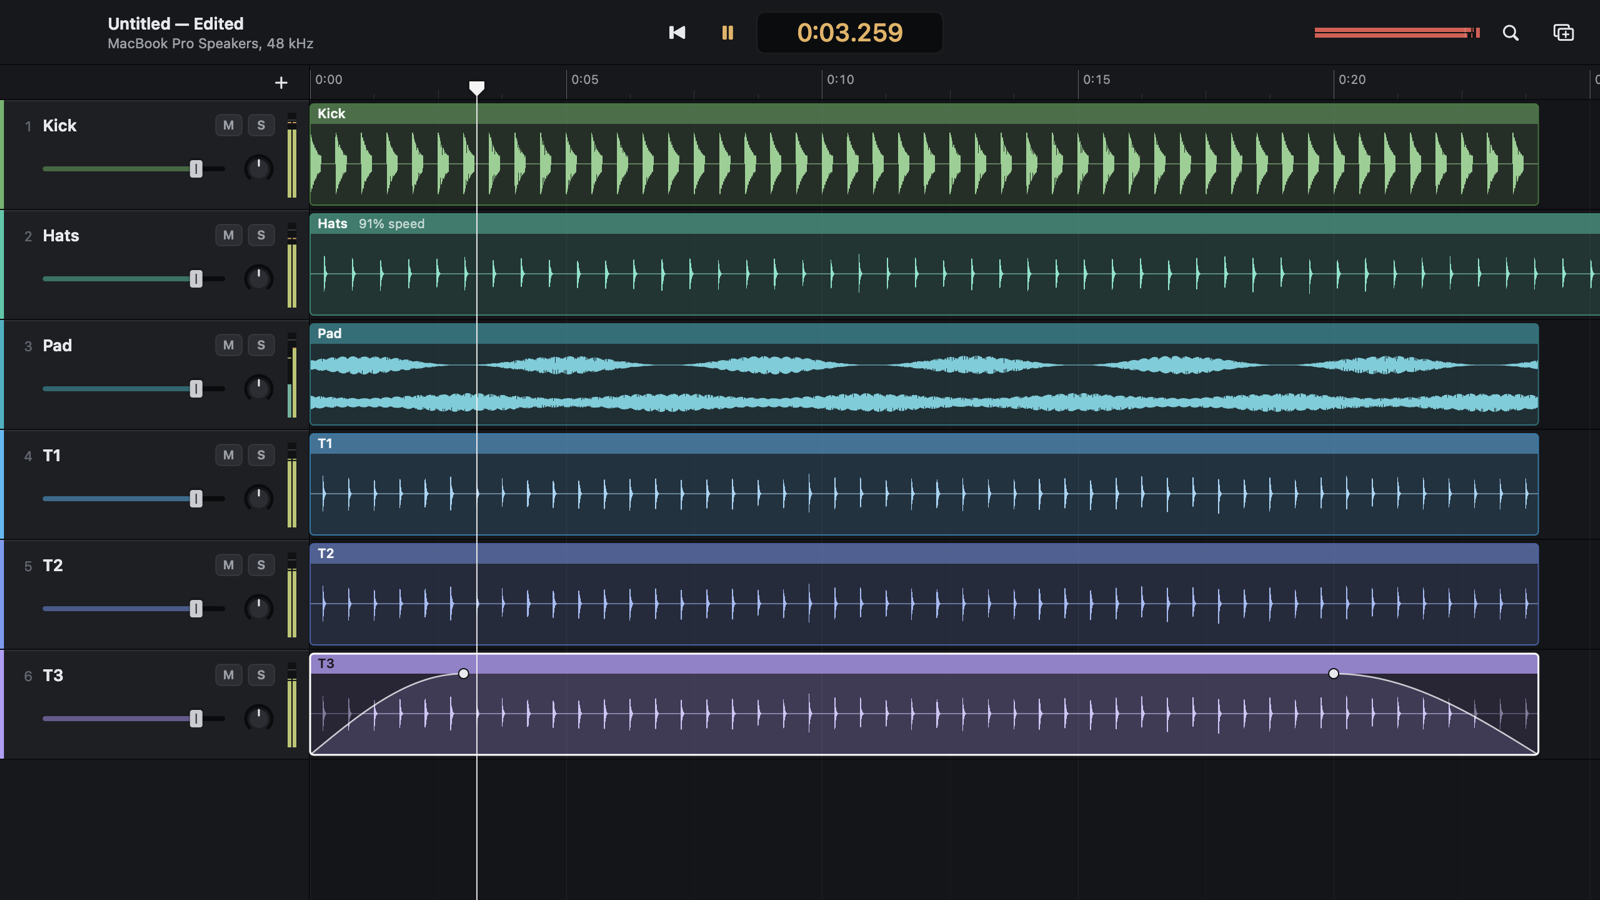 Untitled — Edited
MacBook Pro Speakers, 48 kHz
0:03.259
+
0:00 0:05 0:10 0:15 0:20
1 Kick M S
Kick
2 Hats M S
Hats 91% speed
3 Pad M S
Pad
4 T1 M S
T1
5 T2 M S
T2
6 T3 M S
T3